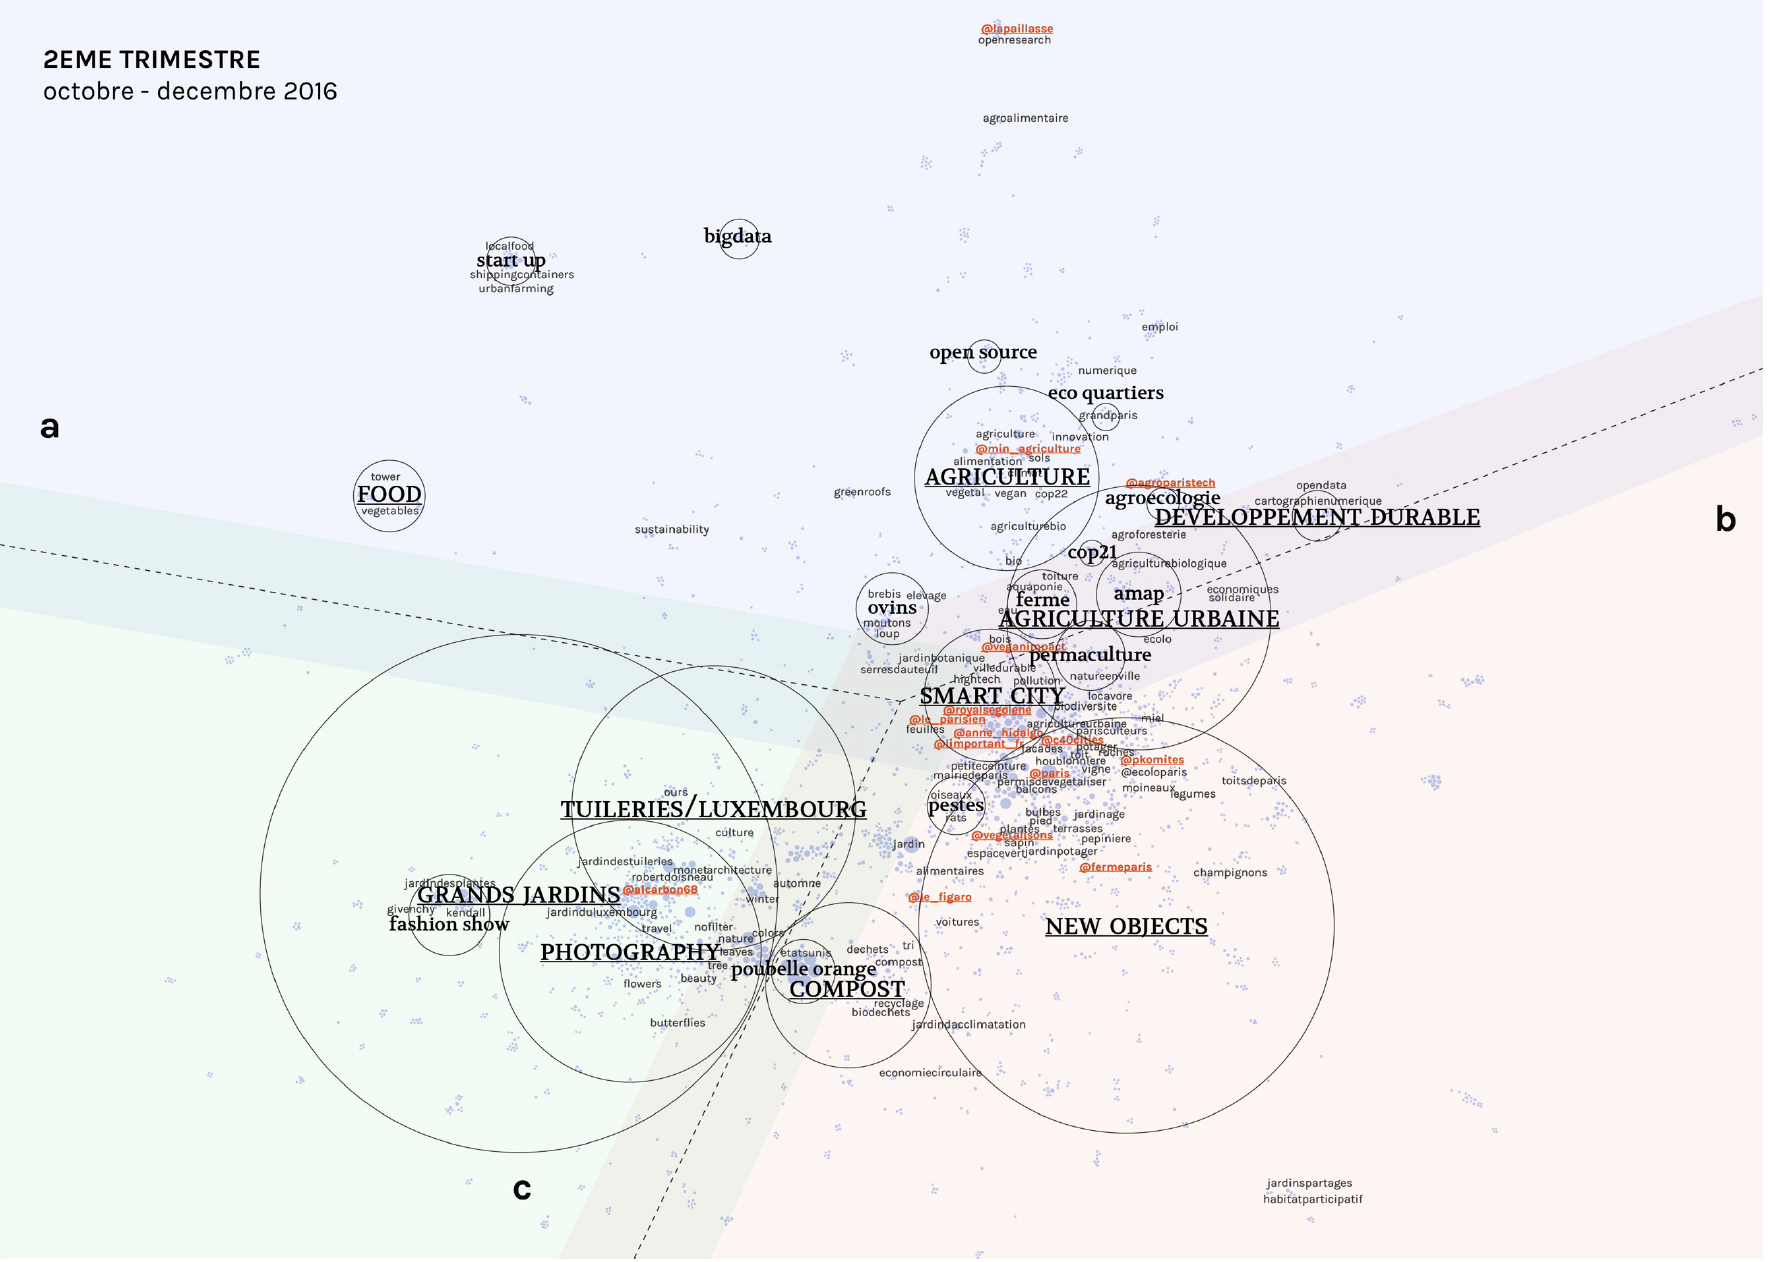 2EME TRIMESTRE
octobre - decembre 2016
@lapaillasse
openresearch
agroalimentaire
bigdata
localfood
start up
shippingcontainers
urbanfarming
emploi
open source
numerique
eco quartiers
grandparis
a
agriculture
innovation
@min_agriculture
alimentation
sols
climat
AGRICULTURE
vegetal
vegan
cop22
tower
FOOD
vegetables
greenroofs
sustainability
@agroparistech
agroecologie
opendata
cartographienumerique
DEVELOPPEMENT DURABLE
b
agriculturebio
agroforesterie
cop21
bio
agriculturebiologique
toiture
aquaponie
brebis
elevage
ovins
moutons
loup
ferme
amap
economiques
solidaire
eau
AGRICULTURE URBAINE
bois
ecolo
@veganimpact
permaculture
jardinbotanique
serresdauteuil
villedurable
hightech
pollution
natureenville
SMART CITY
locavore
biodiversite
@royalsegolene
@le_parisien
feuilles
agricultureurbaine
miel
@anne_hidalgo
parisculteurs
@limportant_fr
@c40cities
facades
potager
toit
ruches
houblonniere
@pkomites
petiteceinture
vigne
mairiedeparis
@paris
@ecoloparis
permisdevegetaliser
toitsdeparis
balcons
moineaux
legumes
oiseaux
pestes
rats
ours
TUILERIES/LUXEMBOURG
bulbes
pied
jardinage
plantes
terrasses
@vegetalisons
sapin
pepiniere
espacevert
jardinpotager
culture
jardin
jardindestuileries
monet
architecture
robertdoisneau
@alcarbon68
automne
winter
alimentaires
@fermeparis
champignons
@le_figaro
jardindesplantes
GRANDS JARDINS
givenchy
kendall
fashion show
jardinduluxembourg
travel
nofilter
colors
nature
voitures
NEW OBJECTS
PHOTOGRAPHY
leaves
tree
beauty
flowers
butterflies
etatsunis
dechets
tri
compost
poubelle orange
COMPOST
recyclage
biodechets
jardindacclimatation
economiecirculaire
c
jardinspartages
habitatparticipatif